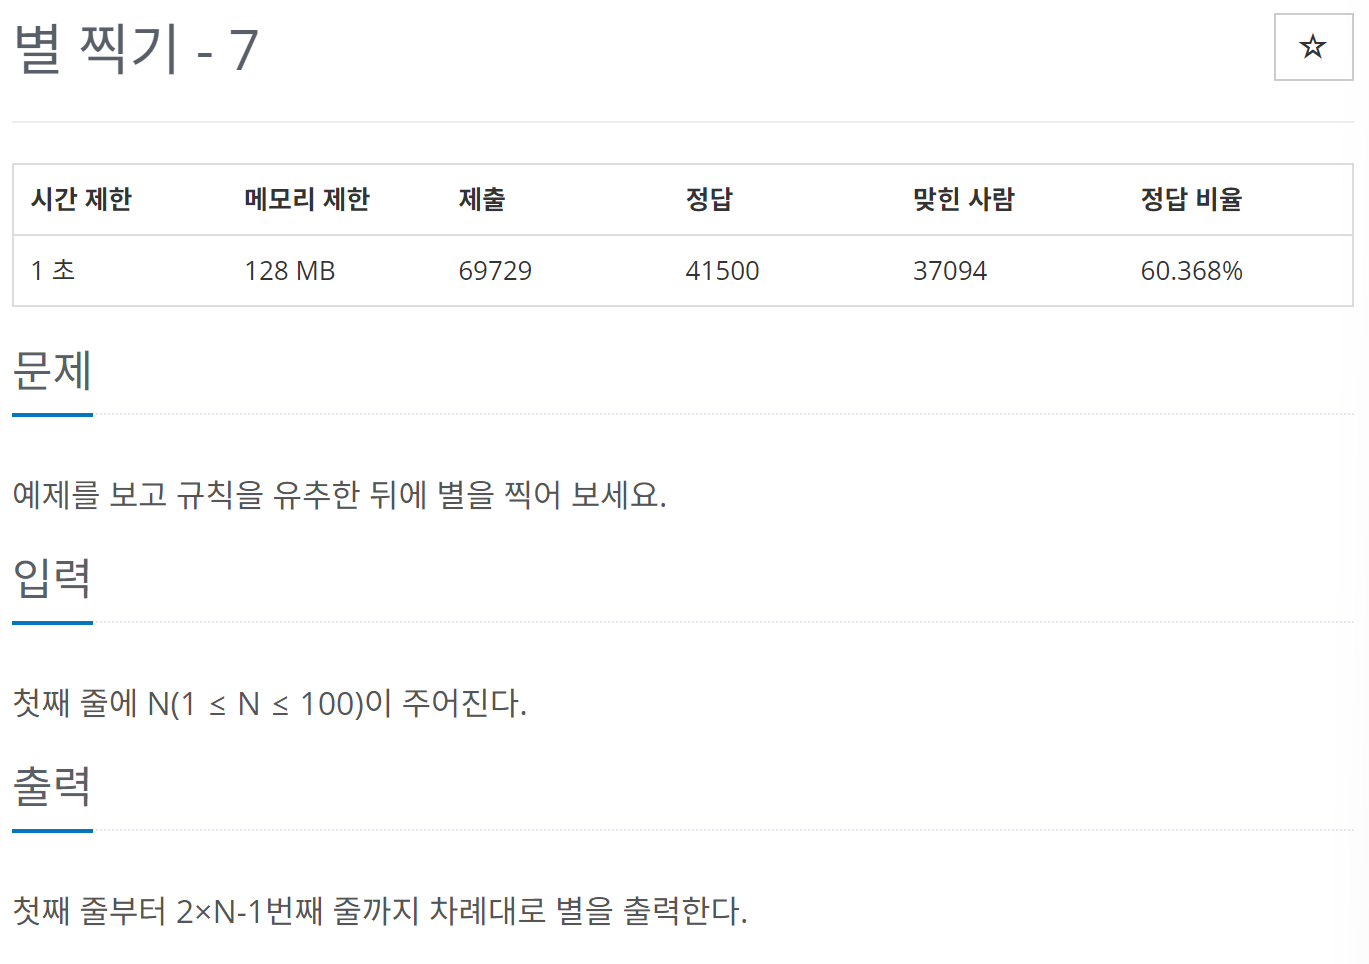 별 찍기 - 7
☆
시간 제한 메모리 제한 제출 정답 맞힌 사람 정답 비율
1 초 128 MB 69729 41500 37094 60.368%
문제
예제를 보고 규칙을 유추한 뒤에 별을 찍어 보세요.
입력
첫째 줄에 N(1 ≤ N ≤ 100)이 주어진다.
출력
첫째 줄부터 2×N-1번째 줄까지 차례대로 별을 출력한다.